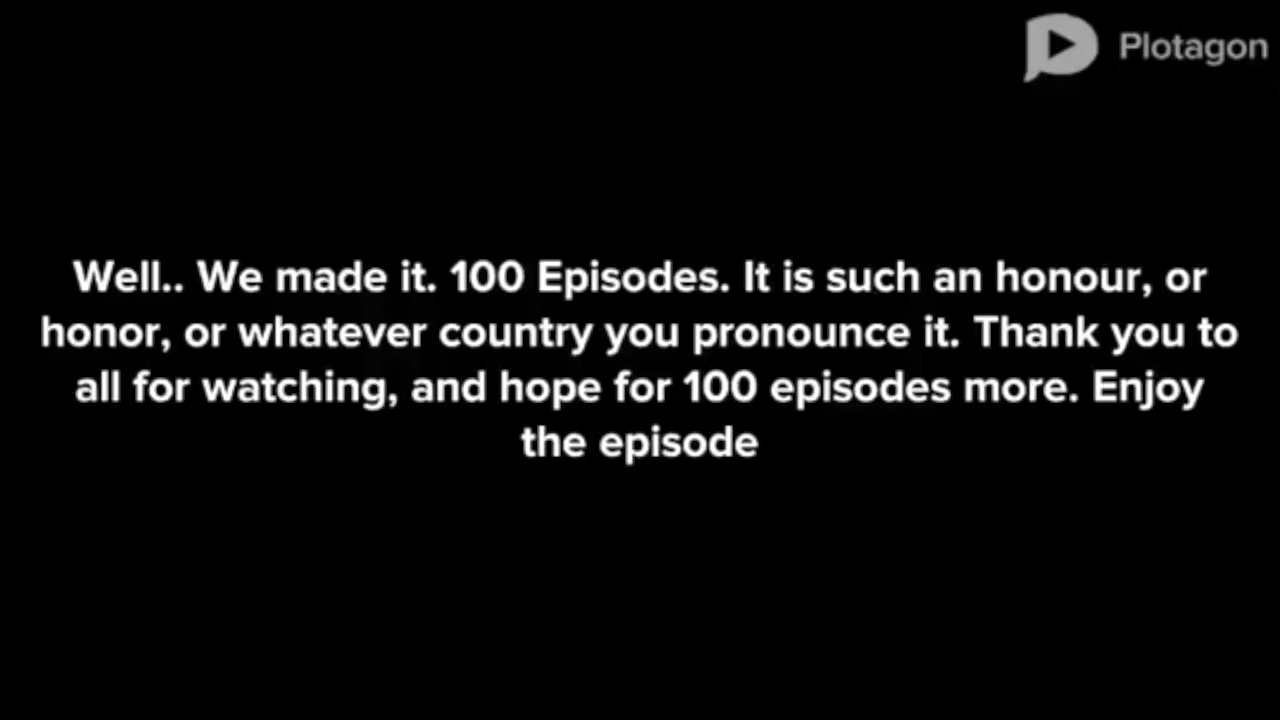 Plotagon
Well.. We made it. 100 Episodes. It is such an honour, or
honor, or whatever country you pronounce it. Thank you to
all for watching, and hope for 100 episodes more. Enjoy
the episode